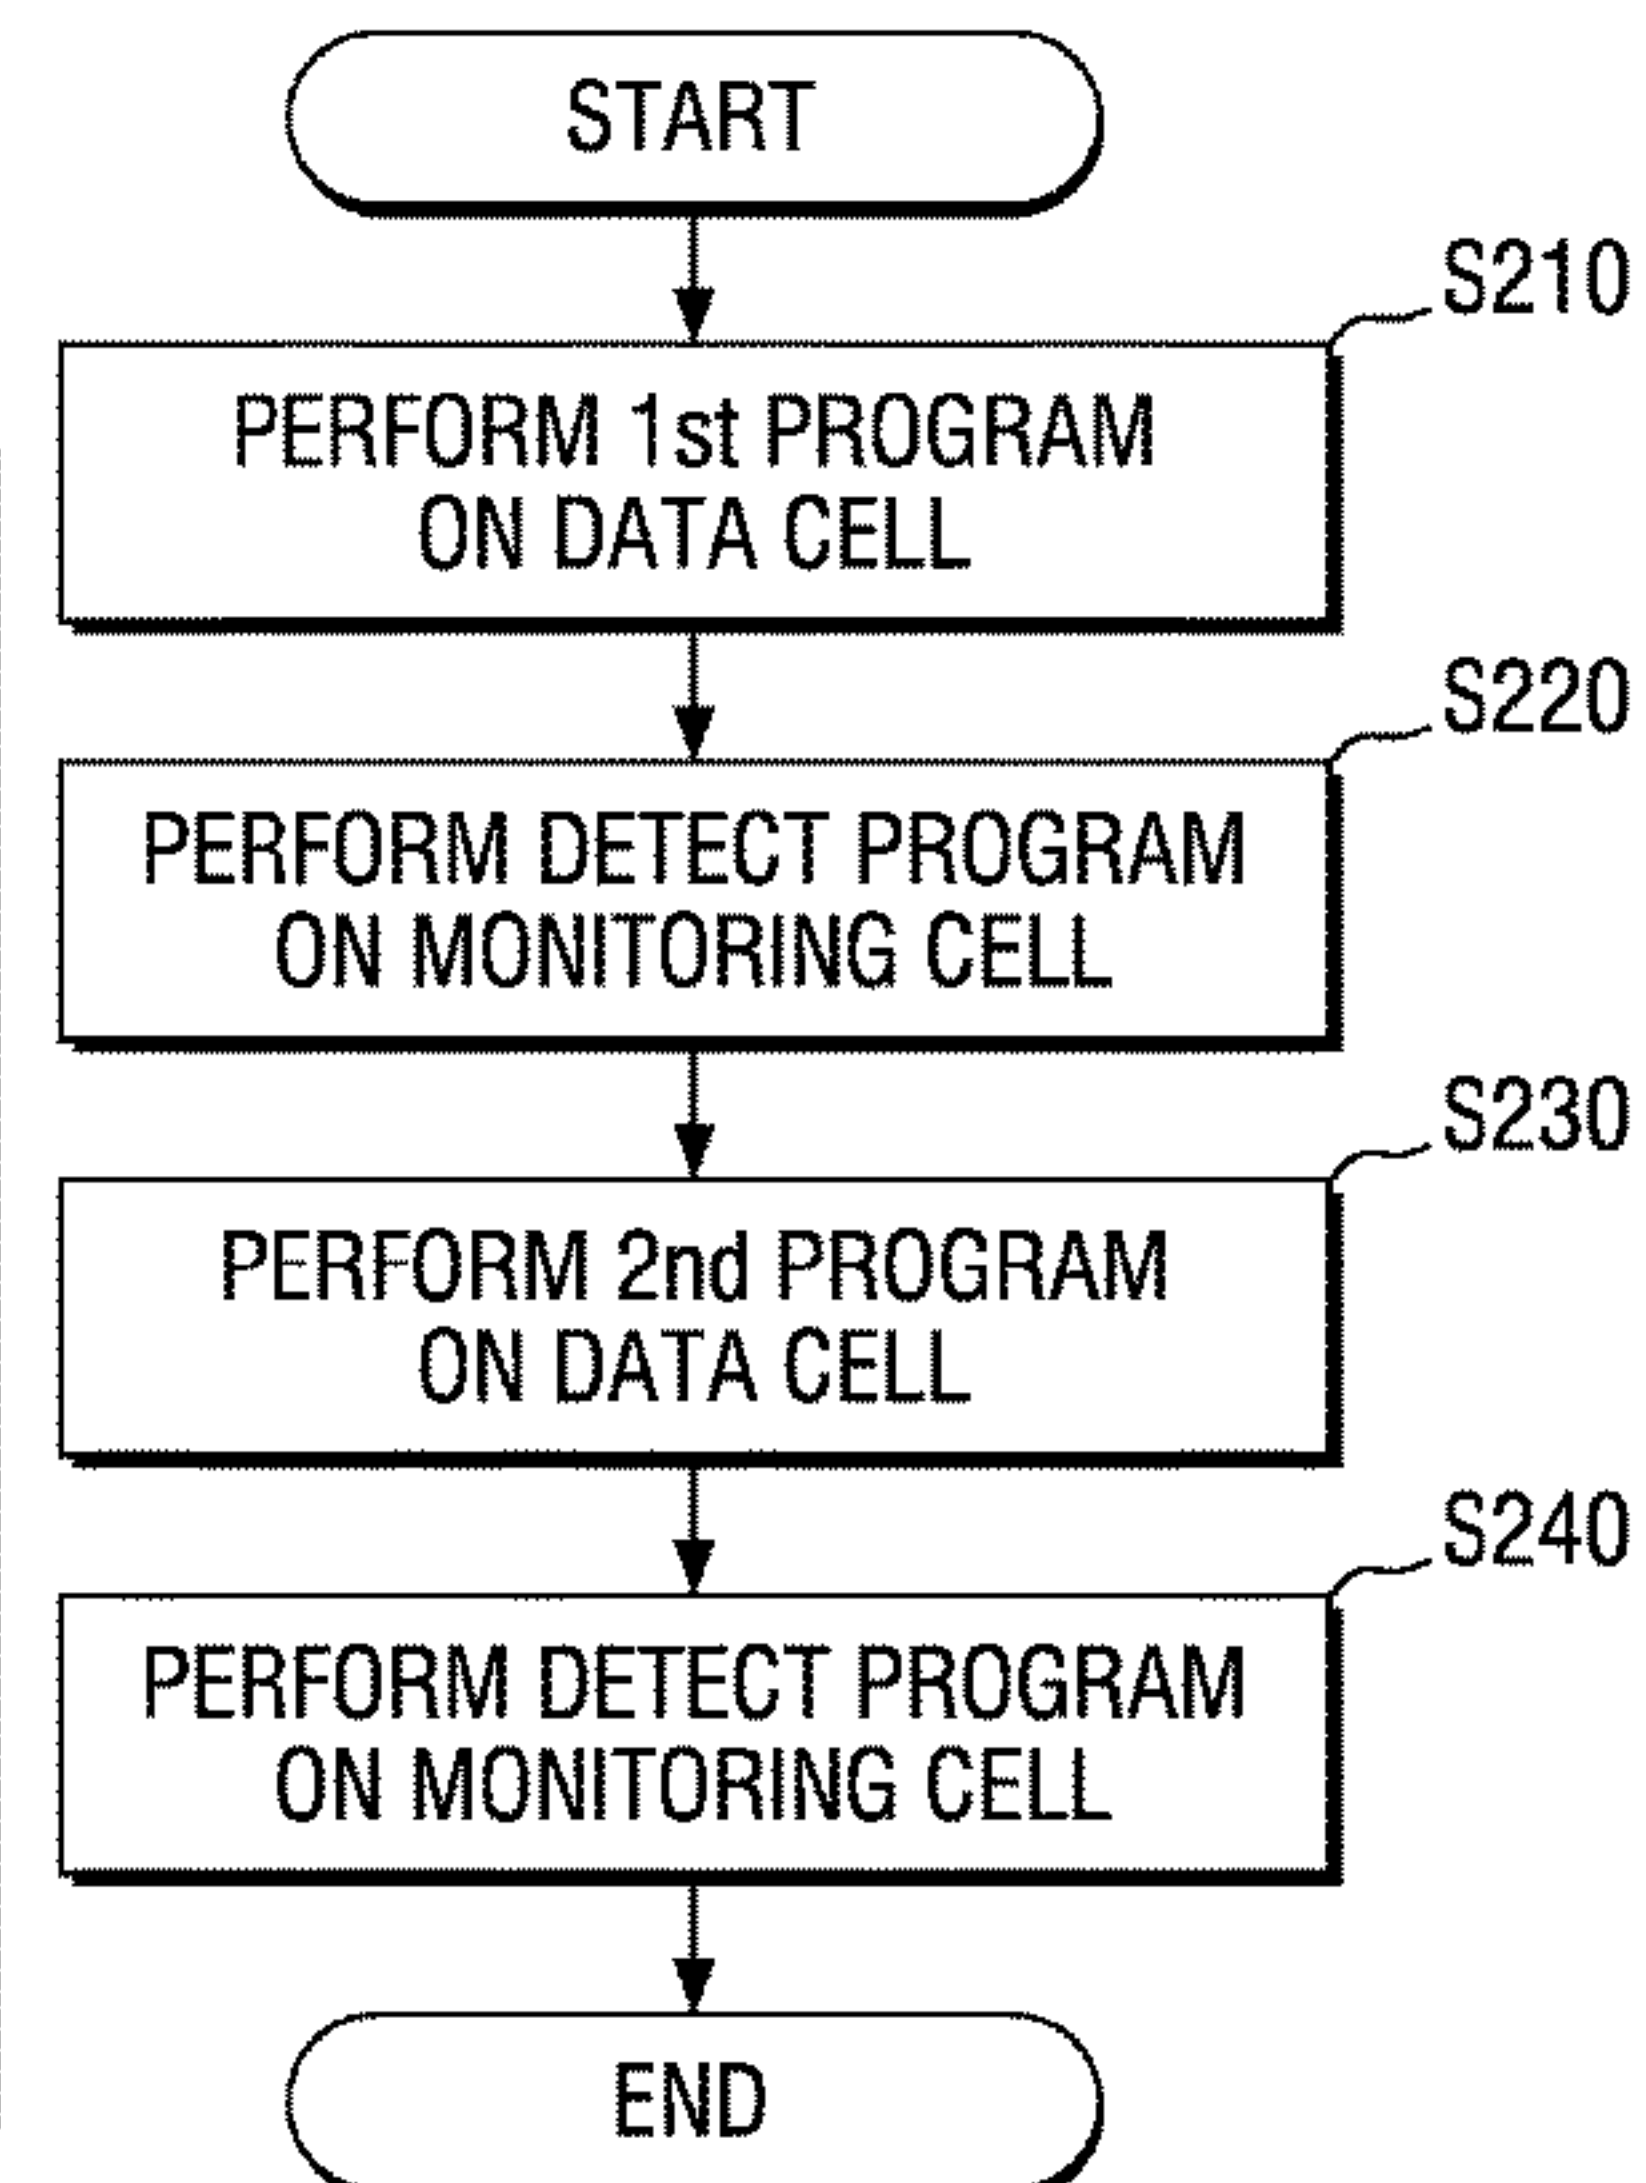 START
S210
PERFORM 1st PROGRAM
ON DATA CELL
S220
PERFORM DETECT PROGRAM
ON MONITORING CELL
S230
PERFORM 2nd PROGRAM
ON DATA CELL
S240
PERFORM DETECT PROGRAM
ON MONITORING CELL
END